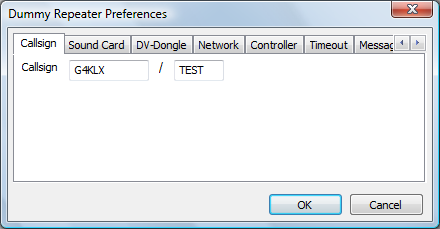 Dummy Repeater Preferences
Callsign Sound Card DV-Dongle Network Controller Timeout Messag
Callsign G4KLX / TEST
OK Cancel